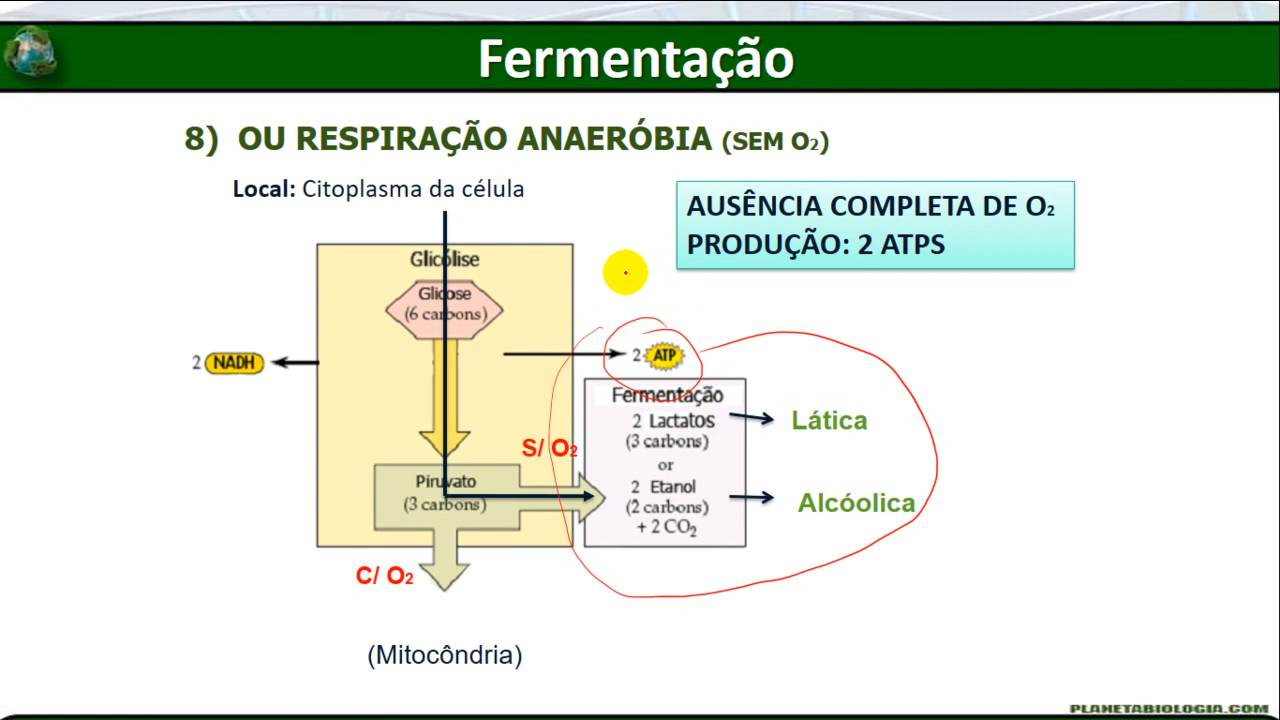 Fermentação
8) OU RESPIRAÇÃO ANAERÓBIA (SEM O₂)
Local: Citoplasma da célula
AUSÊNCIA COMPLETA DE O₂
PRODUÇÃO: 2 ATPS
Glicólise
Glicose
(6 carbons)
2 NADH
2 ATP
Fermentação
2 Lactatos
(3 carbons)
or
2 Etanol
(2 carbons)
+ 2 CO₂
Lática
Alcóolica
S/ O₂
Piruvato
(3 carbons)
C/ O₂
(Mitocôndria)
PLANETABIOLOGIA.COM